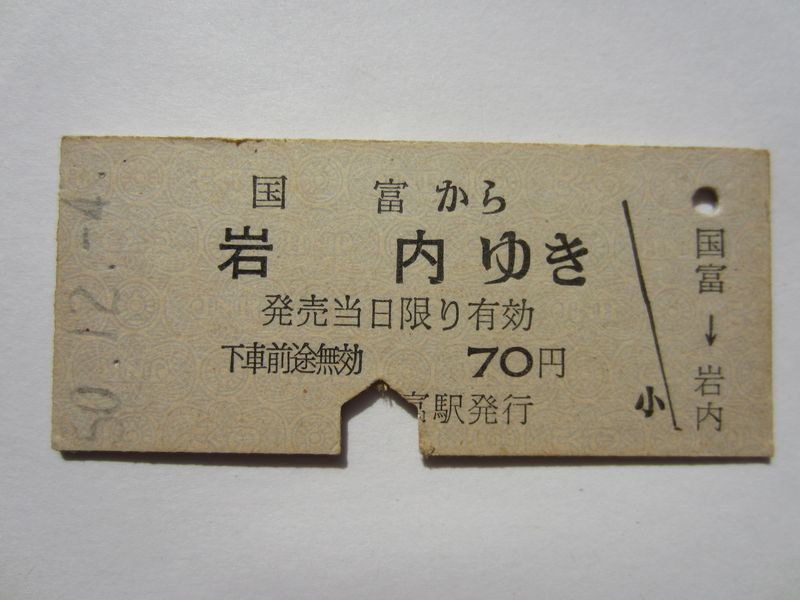 50.12.-4
国富から
岩内ゆき
発売当日限り有効
下車前途無効 70円
富駅発行
小
国富→岩内